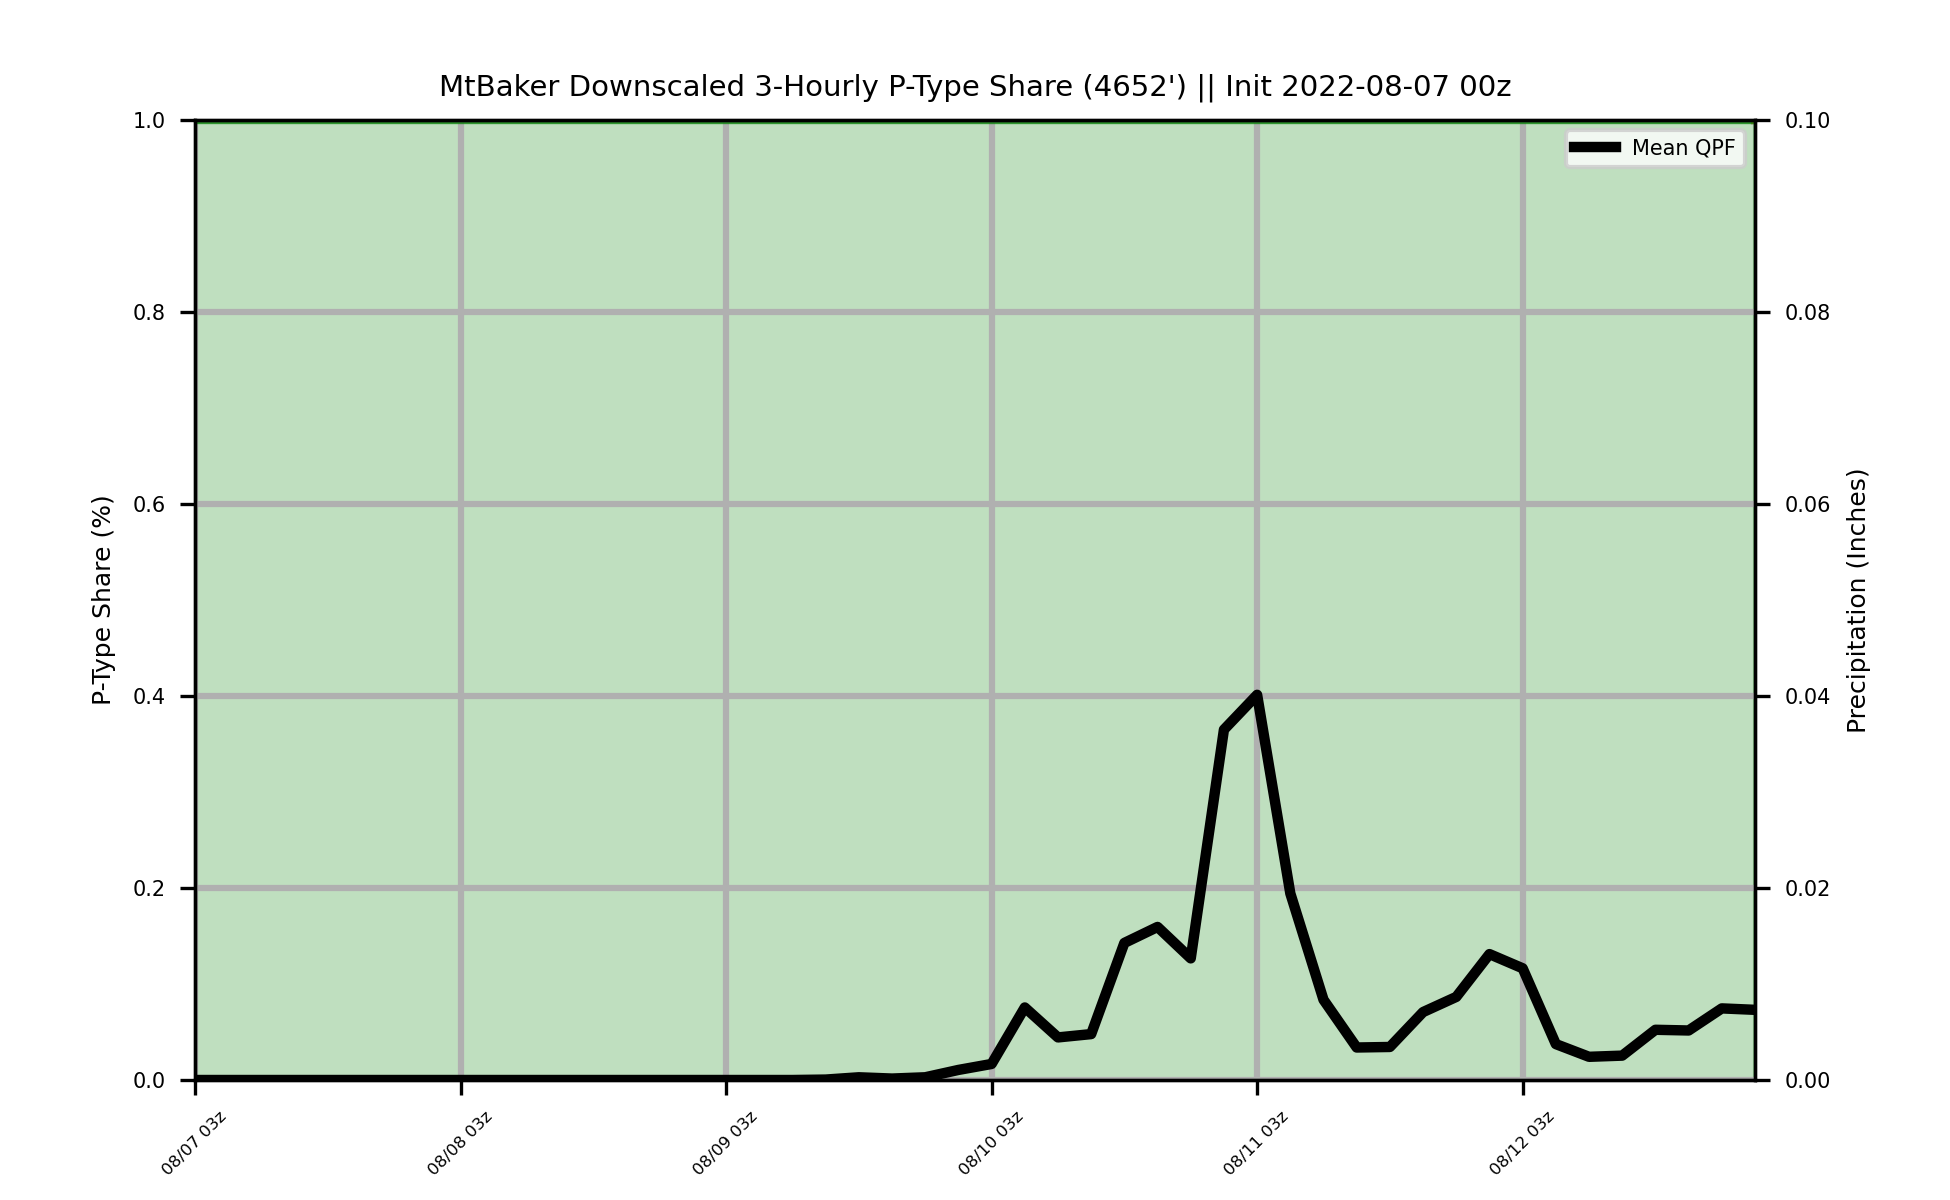 MtBaker Downscaled 3-Hourly P-Type Share (4652') || Init 2022-08-07 00z
Mean QPF
P-Type Share (%)
1.0
0.8
0.6
0.4
0.2
0.0
0.10
0.08
0.06
0.04
0.02
0.00
Precipitation (Inches)
08/07 03z
08/08 03z
08/09 03z
08/10 03z
08/11 03z
08/12 03z